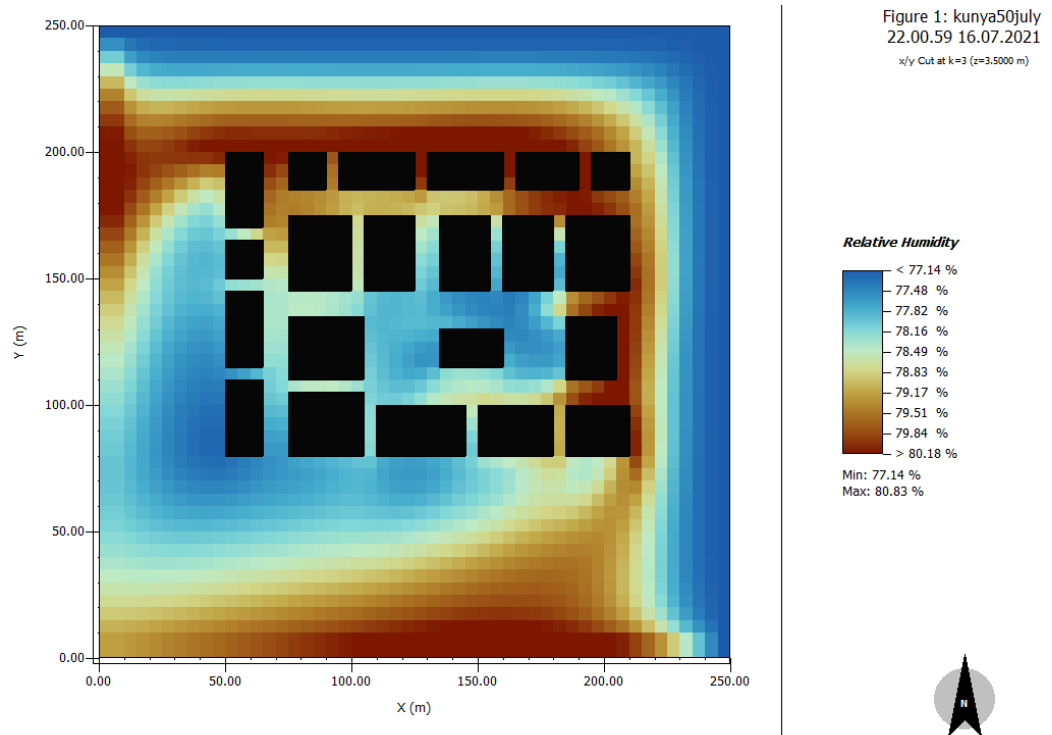 Figure 1: kunya50july
22.00.59 16.07.2021
x/y Cut at k=3 (z=3.5000 m)
250.00
200.00
150.00
100.00
50.00
0.00
Y (m)
0.00 50.00 100.00 150.00 200.00 250.00
X (m)
Relative Humidity
< 77.14 %
77.48 %
77.82 %
78.16 %
78.49 %
78.83 %
79.17 %
79.51 %
79.84 %
> 80.18 %
Min: 77.14 %
Max: 80.83 %
N